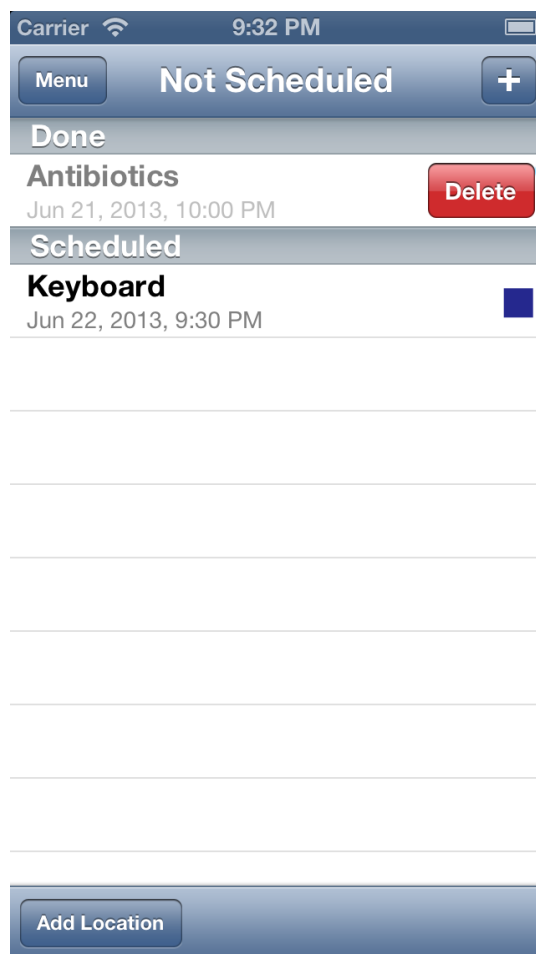 Carrier 9:32 PM
Menu Not Scheduled +
Done
Antibiotics
Jun 21, 2013, 10:00 PM
Delete
Scheduled
Keyboard
Jun 22, 2013, 9:30 PM
Add Location